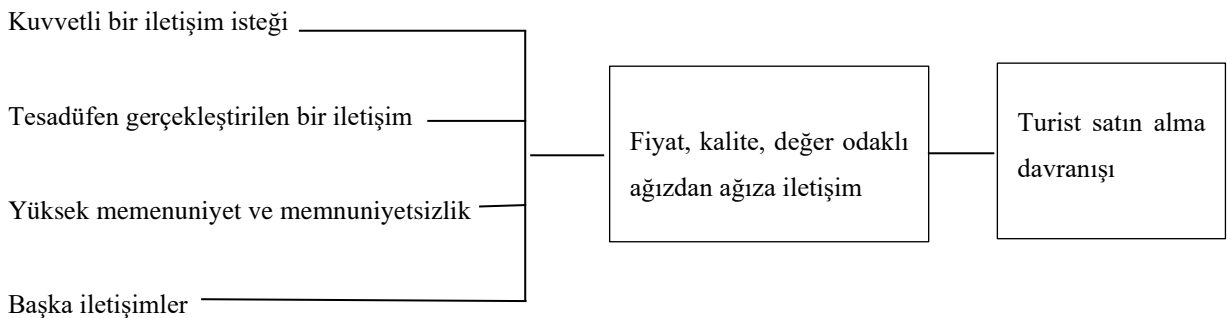 Kuvvetli bir iletişim isteği
Tesadüfen gerçekleştirilen bir iletişim
Yüksek memenuniyet ve memnuniyetsizlik
Başka iletişimler
Fiyat, kalite, değer odaklı
ağızdan ağıza iletişim
Turist satın alma
davranışı